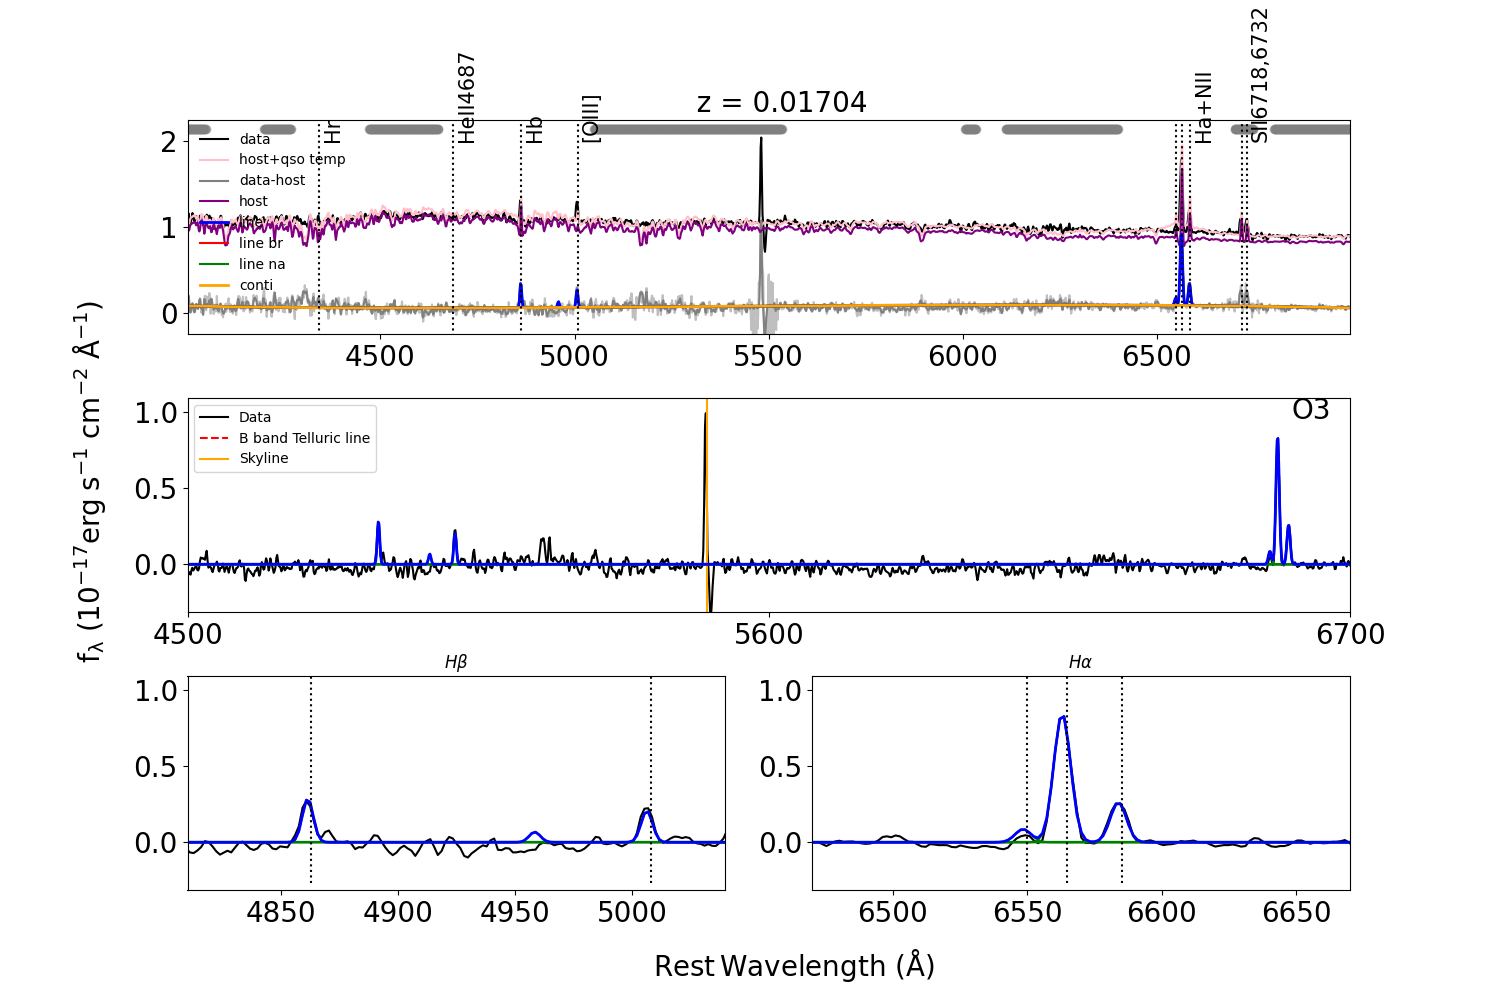 z = 0.01704
Hr
HeII4687
Hb
[OIII]
Ha+NII
SII6718,6732
data
host+qso temp
data-host
host
line br
line na
conti
2
1
0
4500
5000
5500
6000
6500
fλ (10−17erg s−1 cm−2 Å−1)
O3
Data
B band Telluric line
Skyline
1.0
0.5
0.0
4500
5600
6700
Hβ
1.0
0.5
0.0
4850
4900
4950
5000
Hα
1.0
0.5
0.0
6500
6550
6600
6650
Rest Wavelength (Å)